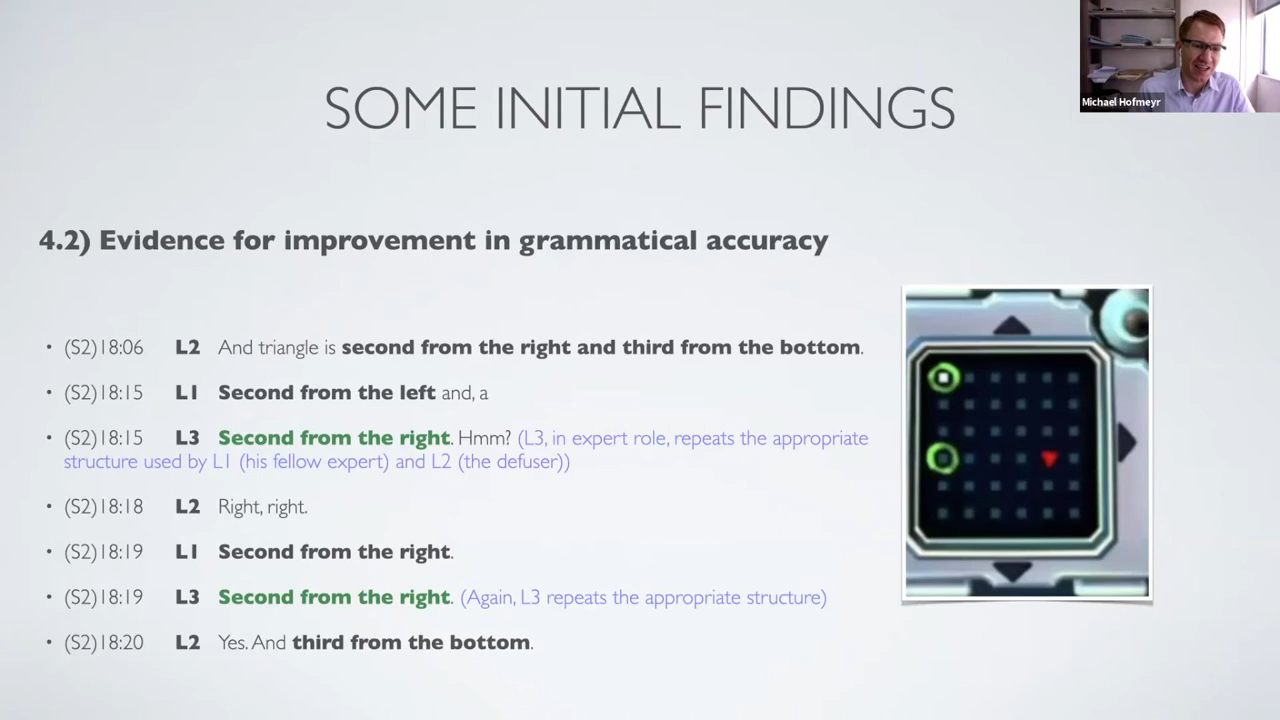 Michael Hofmeyr
SOME INITIAL FINDINGS
4.2) Evidence for improvement in grammatical accuracy
• (S2)18:06 L2 And triangle is second from the right and third from the bottom.
• (S2)18:15 L1 Second from the left and, a
• (S2)18:15 L3 Second from the right. Hmm? (L3, in expert role, repeats the appropriate
structure used by L1 (his fellow expert) and L2 (the defuser))
• (S2)18:18 L2 Right, right.
• (S2)18:19 L1 Second from the right.
• (S2)18:19 L3 Second from the right. (Again, L3 repeats the appropriate structure)
• (S2)18:20 L2 Yes. And third from the bottom.